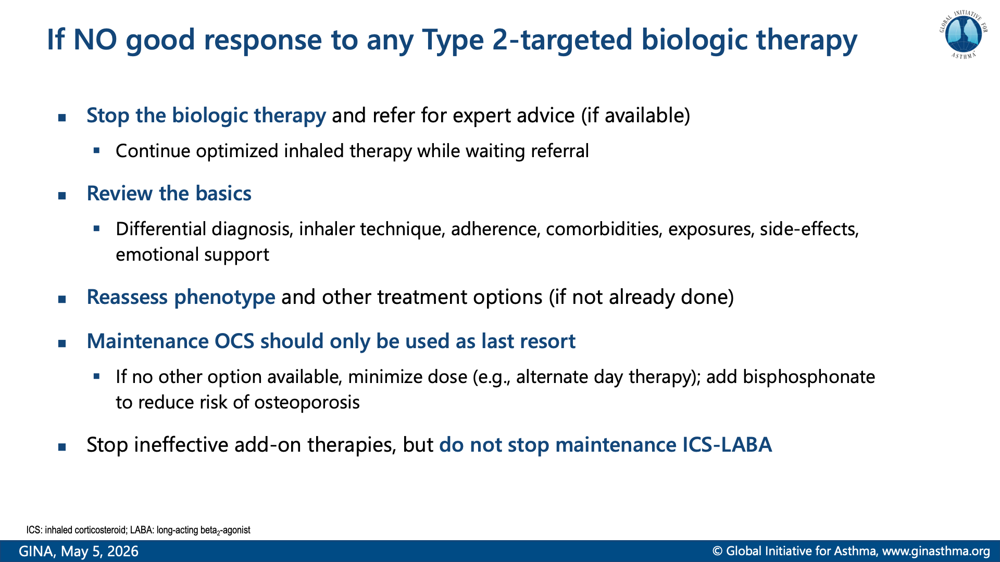 If NO good response to any Type 2-targeted biologic therapy
GLOBAL INITIATIVE FOR
ASTHMA
■ Stop the biologic therapy and refer for expert advice (if available)
▪ Continue optimized inhaled therapy while waiting referral
■ Review the basics
▪ Differential diagnosis, inhaler technique, adherence, comorbidities, exposures, side-effects,
emotional support
■ Reassess phenotype and other treatment options (if not already done)
■ Maintenance OCS should only be used as last resort
▪ If no other option available, minimize dose (e.g., alternate day therapy); add bisphosphonate
to reduce risk of osteoporosis
■ Stop ineffective add-on therapies, but do not stop maintenance ICS-LABA
ICS: inhaled corticosteroid; LABA: long-acting beta₂-agonist
GINA, May 5, 2026
© Global Initiative for Asthma, www.ginasthma.org